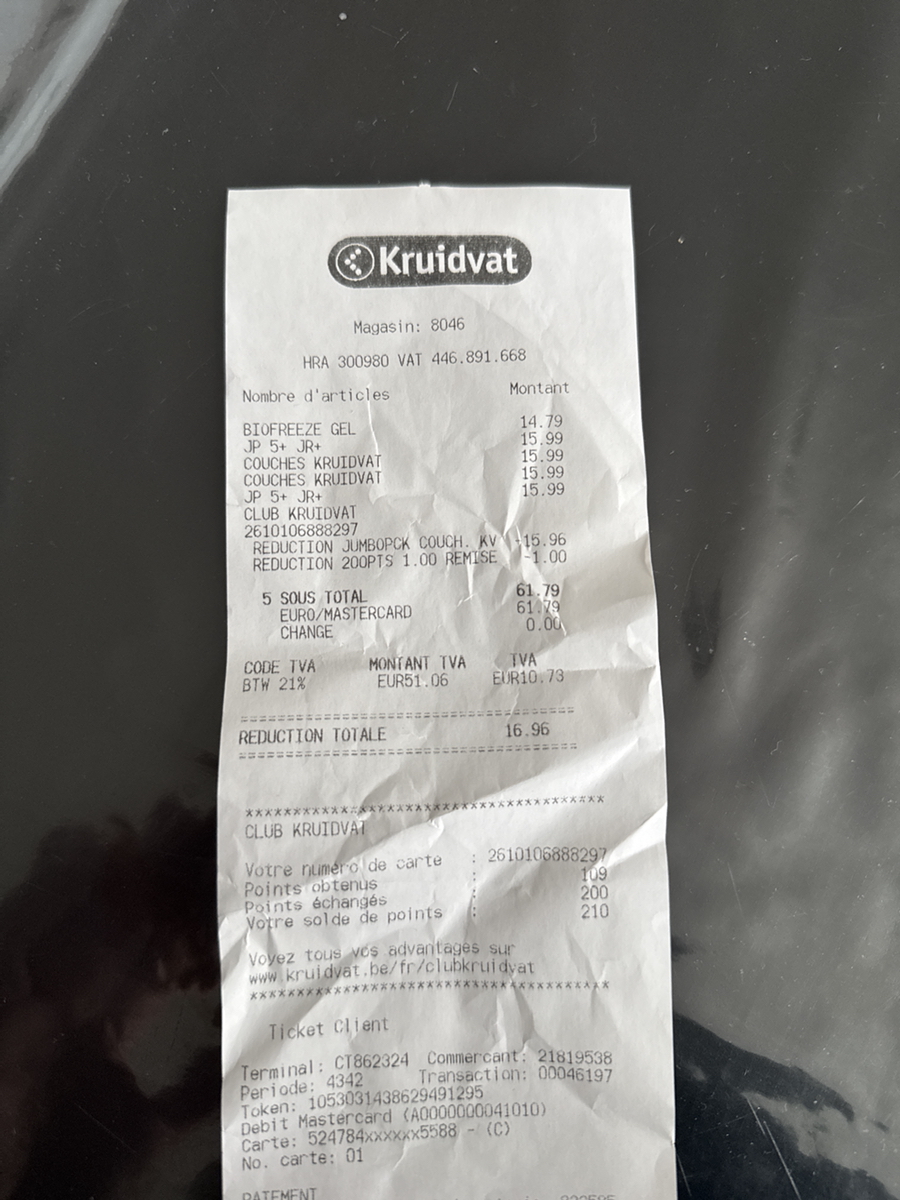 Kruidvat
Magasin: 8046
HRA 300980 VAT 446.891.668
Nombre d'articles Montant
BIOFREEZE GEL 14.79
JP 5+ JR+ 15.99
COUCHES KRUIDVAT 15.99
COUCHES KRUIDVAT 15.99
JP 5+ JR+ 15.99
CLUB KRUIDVAT
2610106888297
REDUCTION JUMBOPCK COUCH. KV -15.96
REDUCTION 200PTS 1.00 REMISE -1.00
5 SOUS TOTAL 61.79
EURO/MASTERCARD 61.79
CHANGE 0.00
CODE TVA MONTANT TVA TVA
BTW 21% EUR51.06 EUR10.73
====================================
REDUCTION TOTALE 16.96
====================================
****************************************
CLUB KRUIDVAT
Votre numéro de carte : 2610106888297
Points obtenus : 109
Points échangés : 200
Votre solde de points : 210
Voyez tous vos advantages sur
www.kruidvat.be/fr/clubkruidvat
****************************************
Ticket Client
Terminal: CT862324 Commercant: 21819538
Periode: 4342 Transaction: 00046197
Token: 1053031438629491295
Debit Mastercard (A0000000041010)
Carte: 524784xxxxxx5588 - (C)
No. carte: 01
PAIEMENT